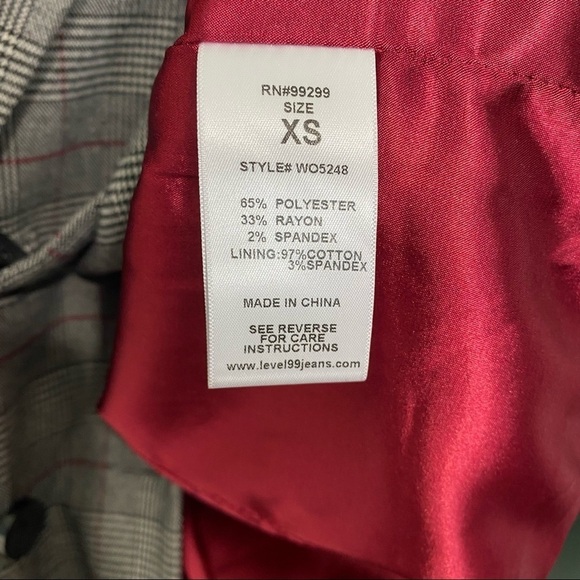 RN#99299
SIZE
XS
STYLE# WO5248
65% POLYESTER
33% RAYON
2% SPANDEX
LINING:97%COTTON
3%SPANDEX
MADE IN CHINA
SEE REVERSE
FOR CARE
INSTRUCTIONS
www.level99jeans.com